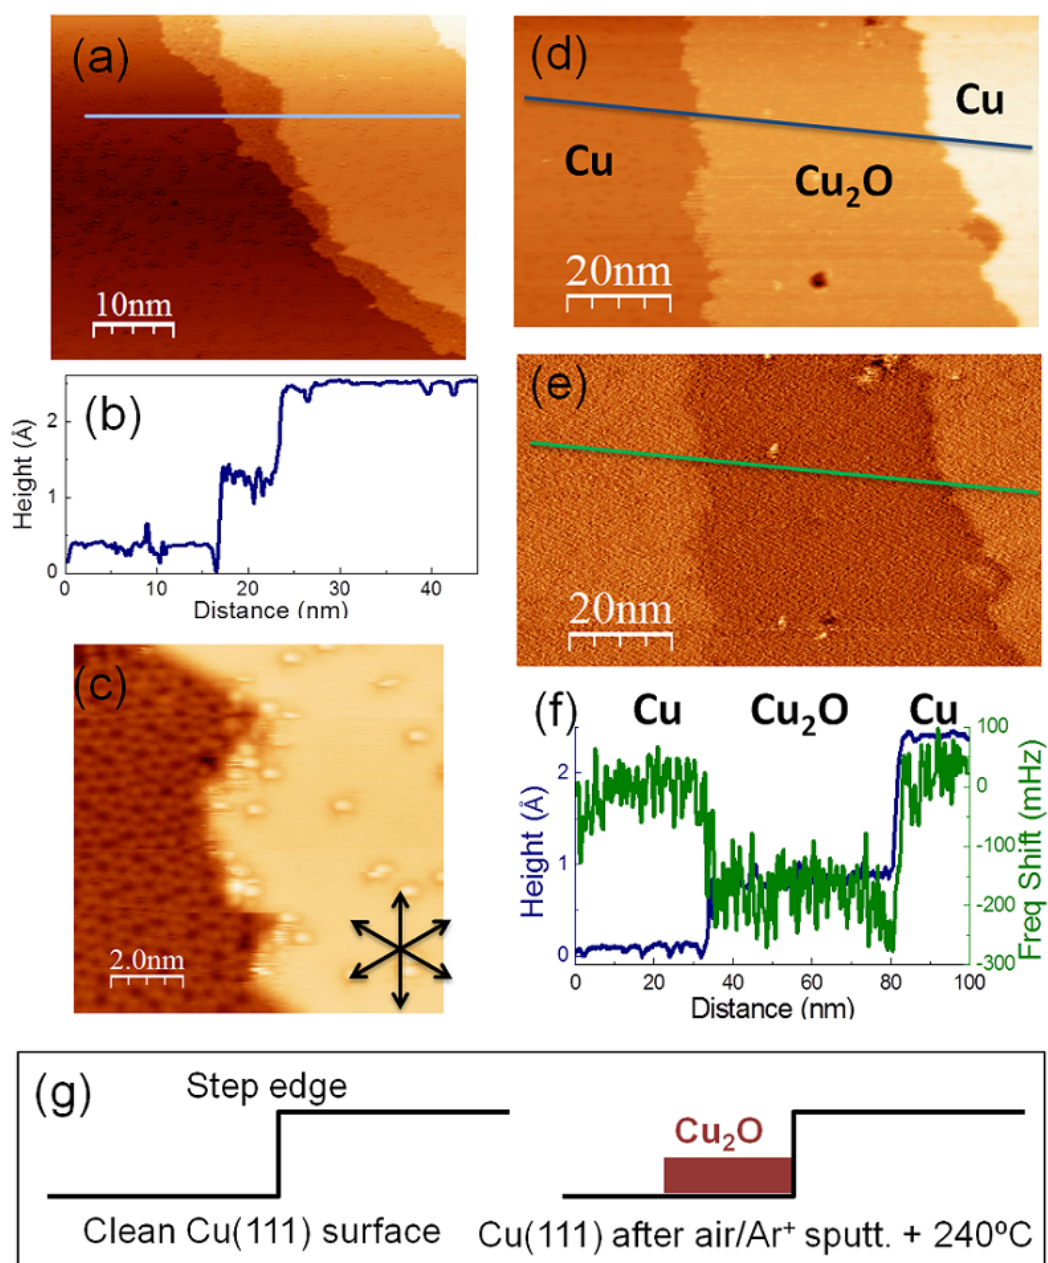 (a)
10nm
(b)
Height (Å)
2
1
0
0 10 20 30 40
Distance (nm)
(c)
2.0nm
(d)
Cu
Cu
Cu₂O
20nm
(e)
20nm
(f)
Cu Cu₂O Cu
Height (Å)
2
1
0
100
0
-100
-200
-300
Freq Shift (mHz)
0 20 40 60 80 100
Distance (nm)
(g)
Step edge
Clean Cu(111) surface
Cu₂O
Cu(111) after air/Ar⁺ sputt. + 240ºC